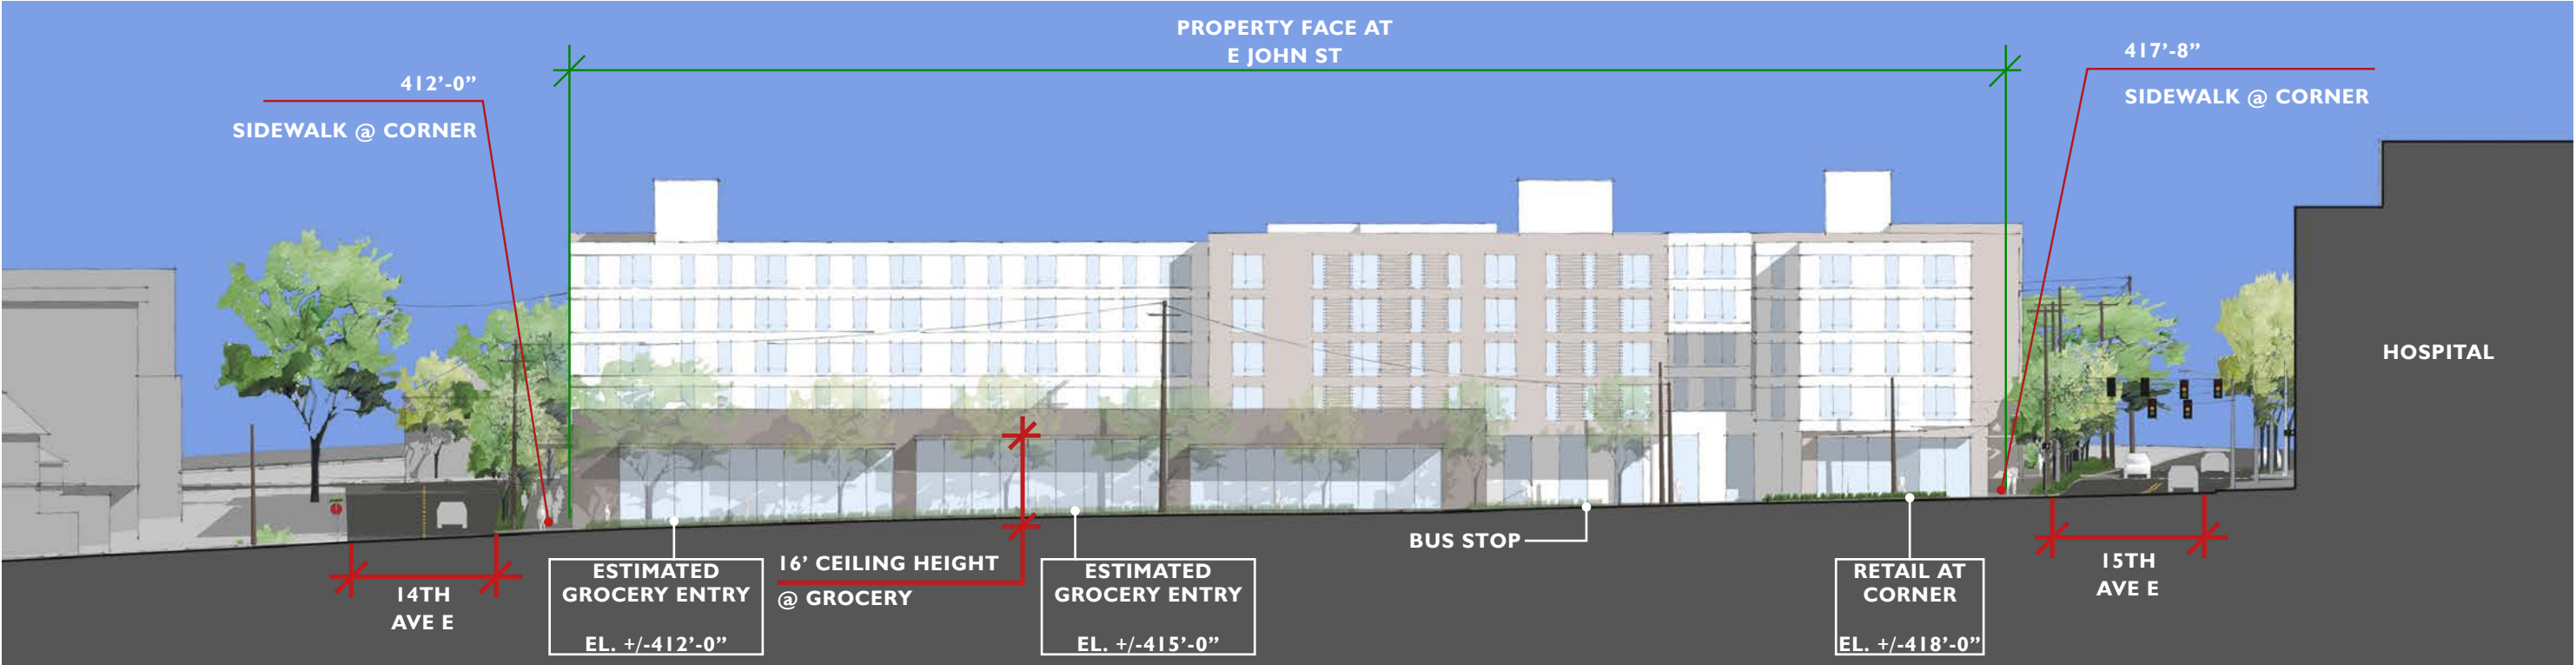 PROPERTY FACE AT
E JOHN ST
412’-0”
SIDEWALK @ CORNER
417’-8”
SIDEWALK @ CORNER
HOSPITAL
BUS STOP
14TH
AVE E
ESTIMATED
GROCERY ENTRY
EL. +/-412’-0”
16’ CEILING HEIGHT
@ GROCERY
ESTIMATED
GROCERY ENTRY
EL. +/-415’-0”
RETAIL AT
CORNER
EL. +/-418’-0”
15TH
AVE E